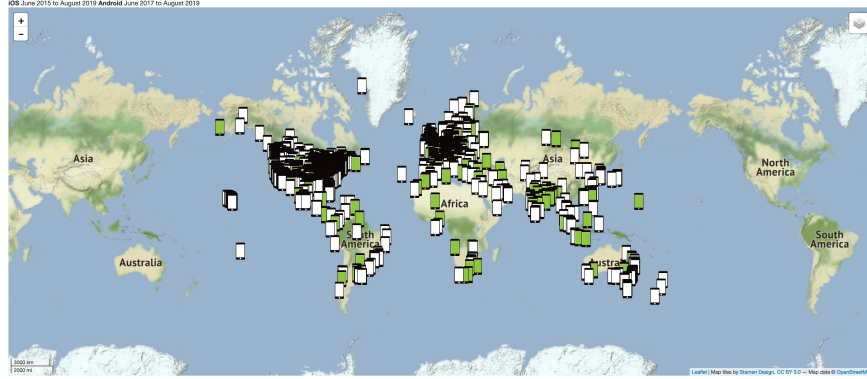 iOS June 2015 to August 2019 Android June 2017 to August 2019
+
−
Asia
Asia
North
America
Africa
South
America
South
America
Australia
Austra
3000 km
2000 mi
Leaflet | Map tiles by Stamen Design, CC BY 3.0 — Map data © OpenStreetM